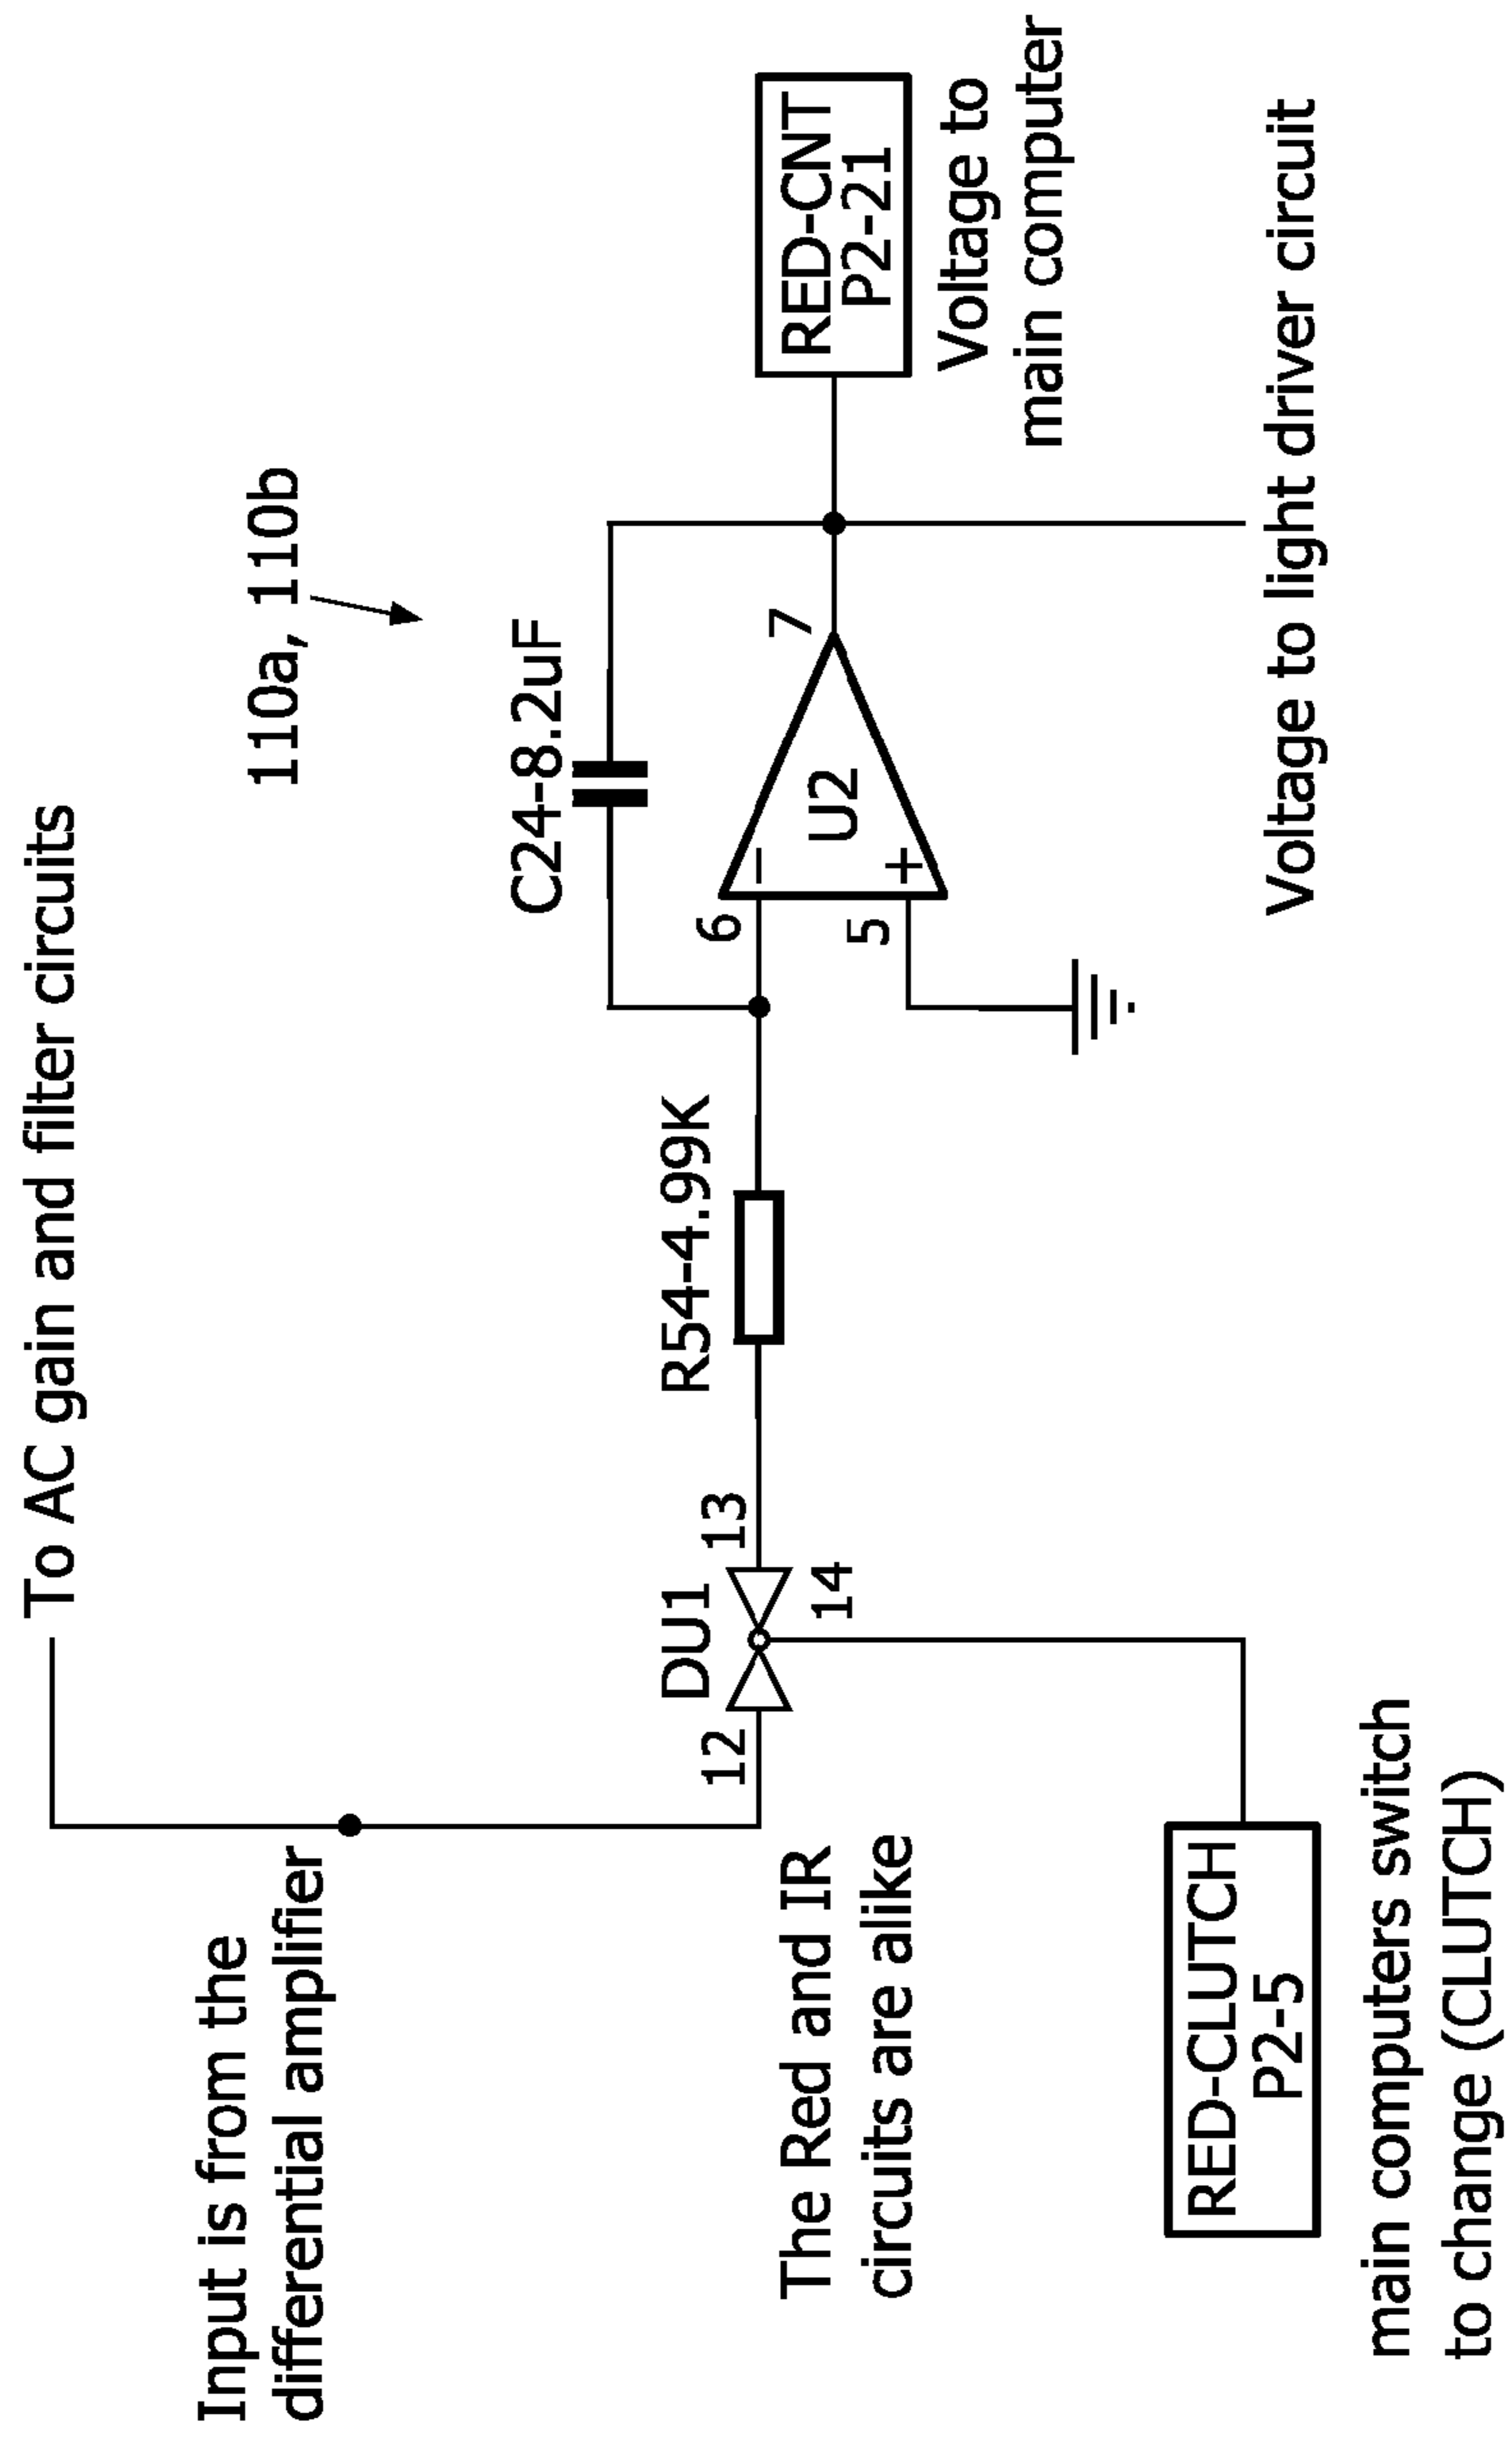 To AC gain and filter circuits
Input is from the
differential amplifier
110a, 110b
C24-8.2uF
R54-4.99K
DU1
12
13
14
6
5
7
–
+
U2
RED-CNT
P2-21
Voltage to
main computer
The Red and IR
circuits are alike
RED-CLUTCH
P2-5
Voltage to light driver circuit
main computers switch
to change (CLUTCH)